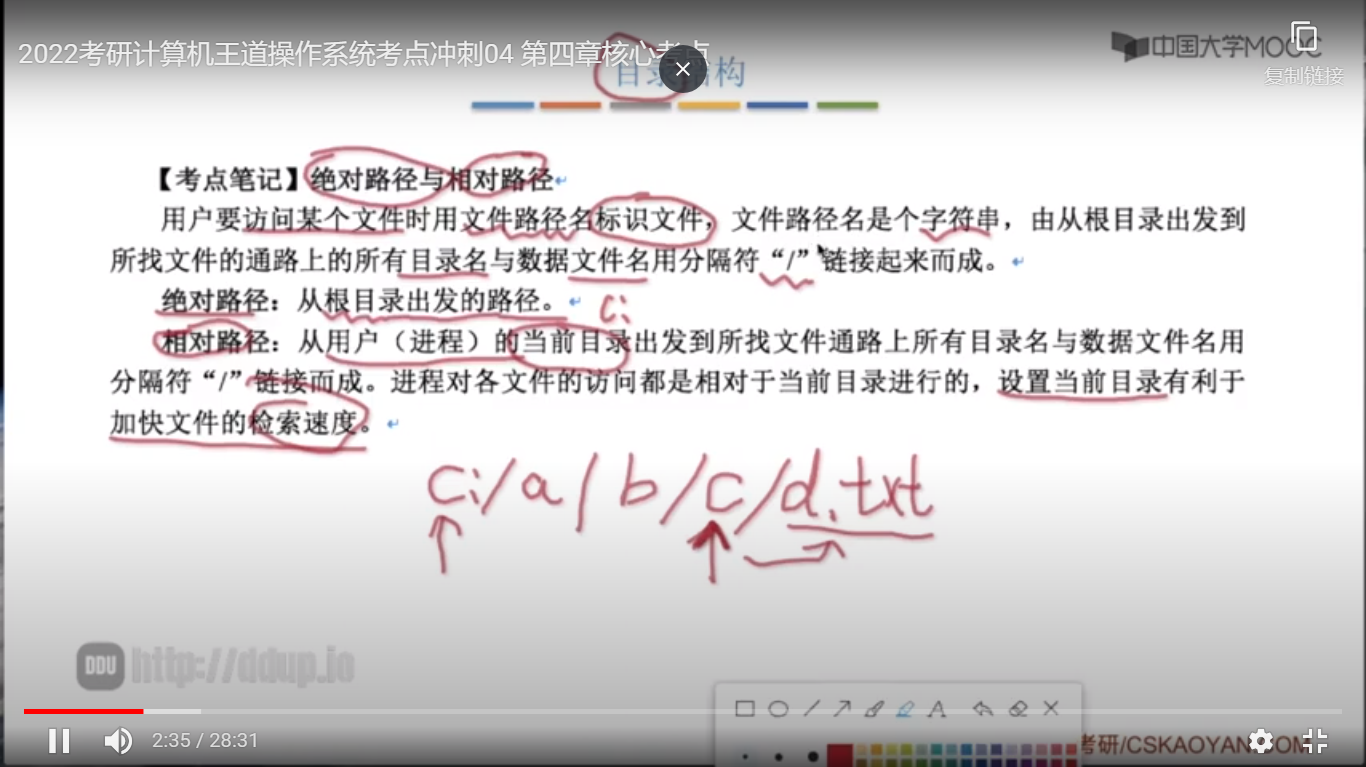 2022考研计算机王道操作系统考点冲刺04 第四章核心考点
中国大学MOOC
复制链接
目录结构
【考点笔记】绝对路径与相对路径
用户要访问某个文件时用文件路径名标识文件，文件路径名是个字符串，由从根目录出发到
所找文件的通路上的所有目录名与数据文件名用分隔符“/”链接起来而成。
绝对路径：从根目录出发的路径。
C:
相对路径：从用户（进程）的当前目录出发到所找文件通路上所有目录名与数据文件名用
分隔符“/”链接而成。进程对各文件的访问都是相对于当前目录进行的，设置当前目录有利于
加快文件的检索速度。
C:/a/b/c/d.txt
DDU http://ddup.io
A
考研/CSKAOYAN.COM
2:35 / 28:31